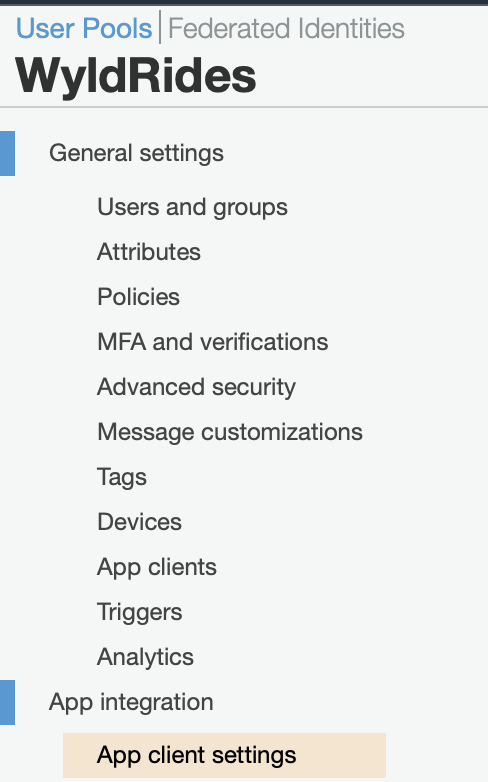 User Pools | Federated Identities
WyldRides
General settings
Users and groups
Attributes
Policies
MFA and verifications
Advanced security
Message customizations
Tags
Devices
App clients
Triggers
Analytics
App integration
App client settings